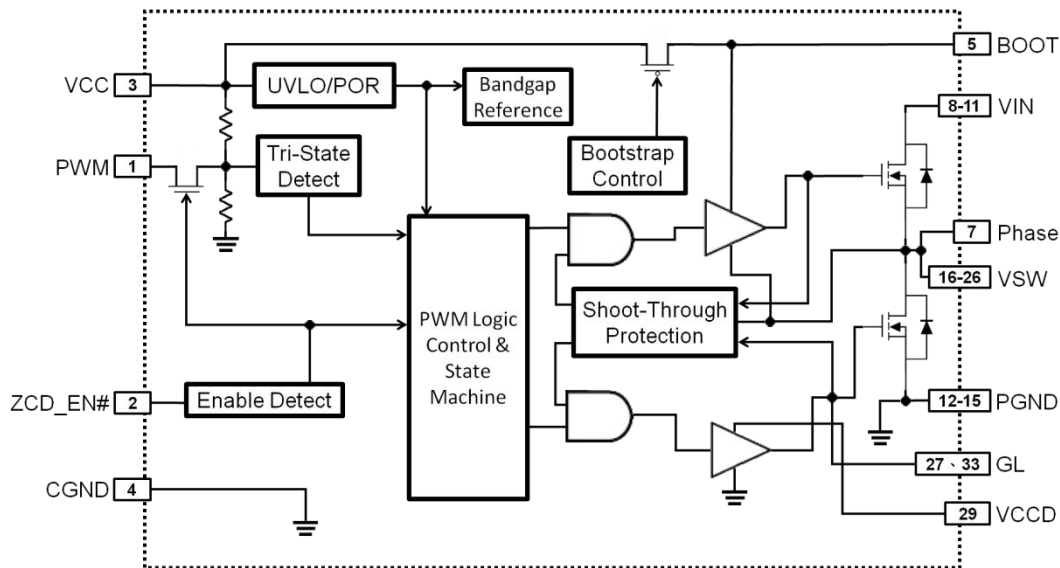 VCC 3
PWM 1
ZCD_EN# 2
CGND 4
UVLO/POR
Bandgap
Reference
Tri-State
Detect
Bootstrap
Control
Enable Detect
PWM Logic
Control &
State
Machine
Shoot-Through
Protection
5 BOOT
8-11 VIN
7 Phase
16-26 VSW
12-15 PGND
27、33 GL
29 VCCD